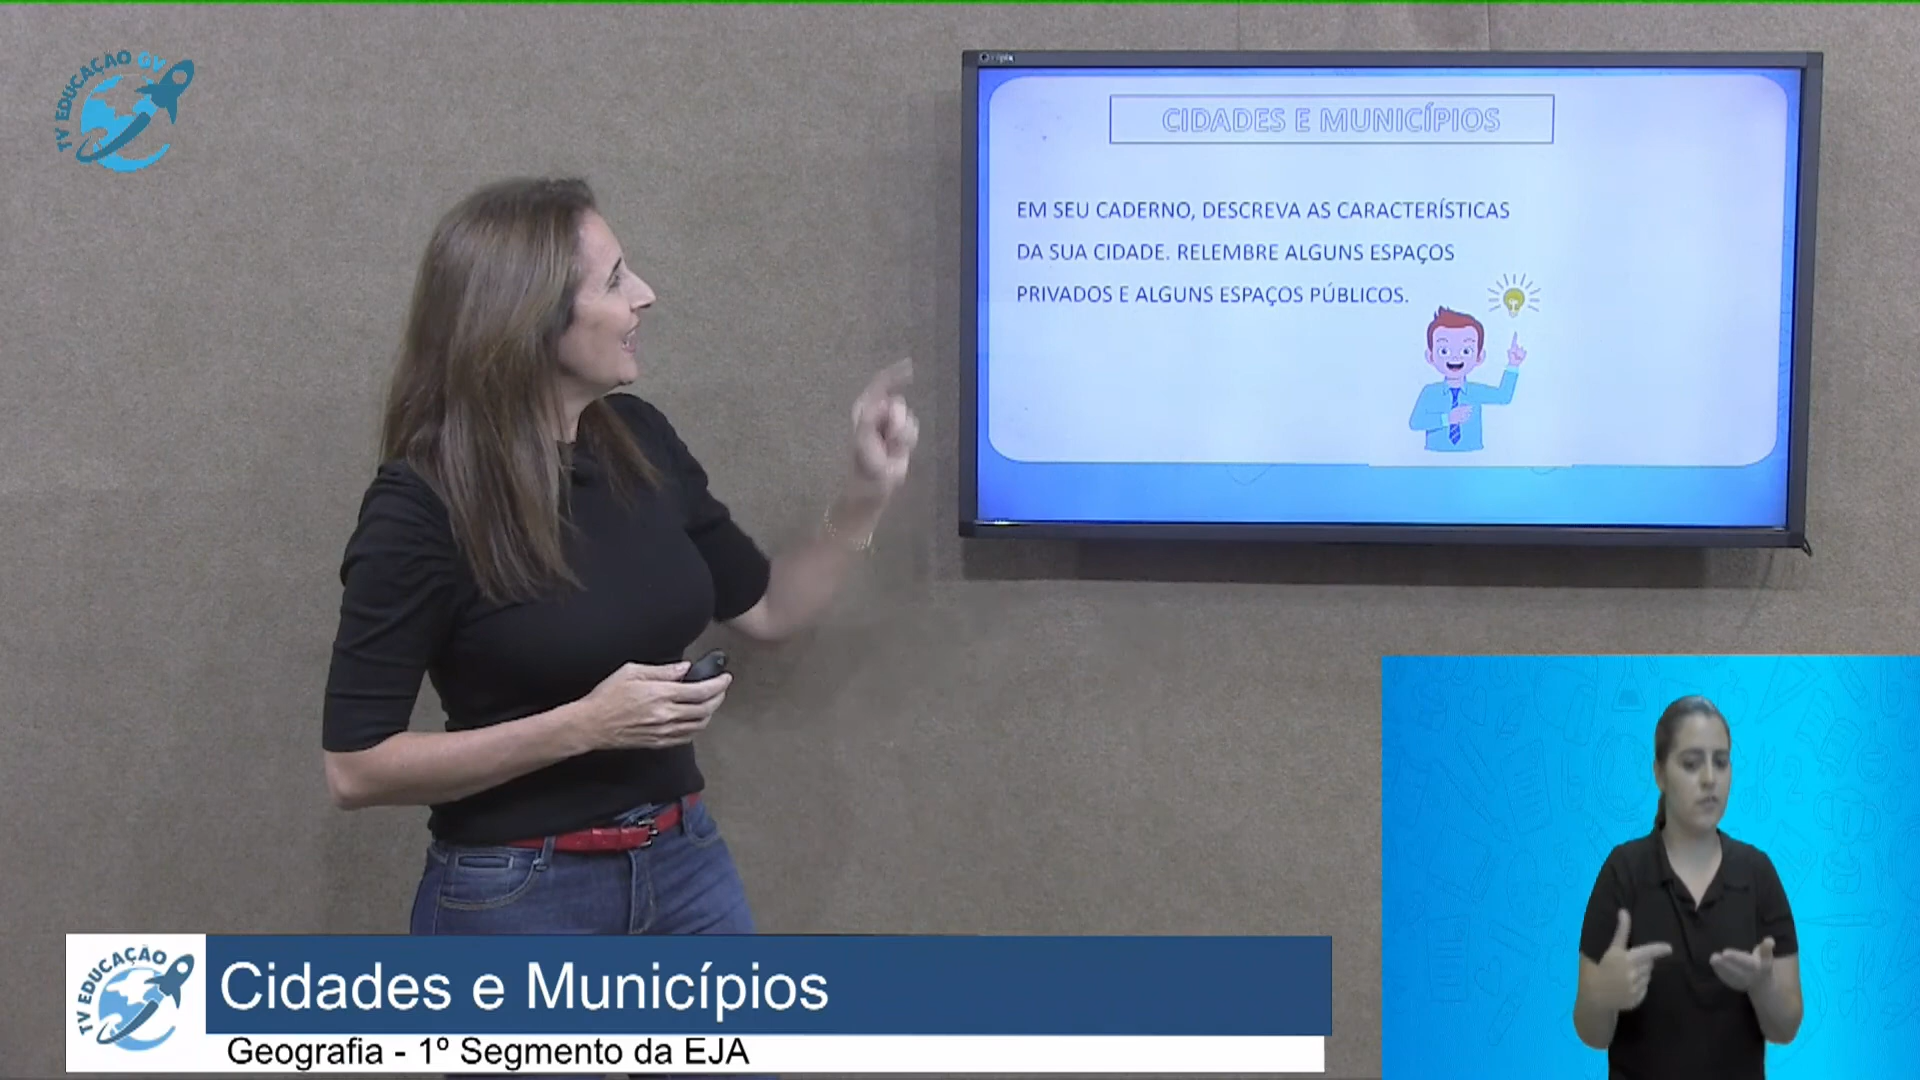 TV EDUCAÇÃO GV
CIDADES E MUNICÍPIOS
EM SEU CADERNO, DESCREVA AS CARACTERÍSTICAS
DA SUA CIDADE. RELEMBRE ALGUNS ESPAÇOS
PRIVADOS E ALGUNS ESPAÇOS PÚBLICOS.
TV EDUCAÇÃO
Cidades e Municípios
Geografia - 1º Segmento da EJA